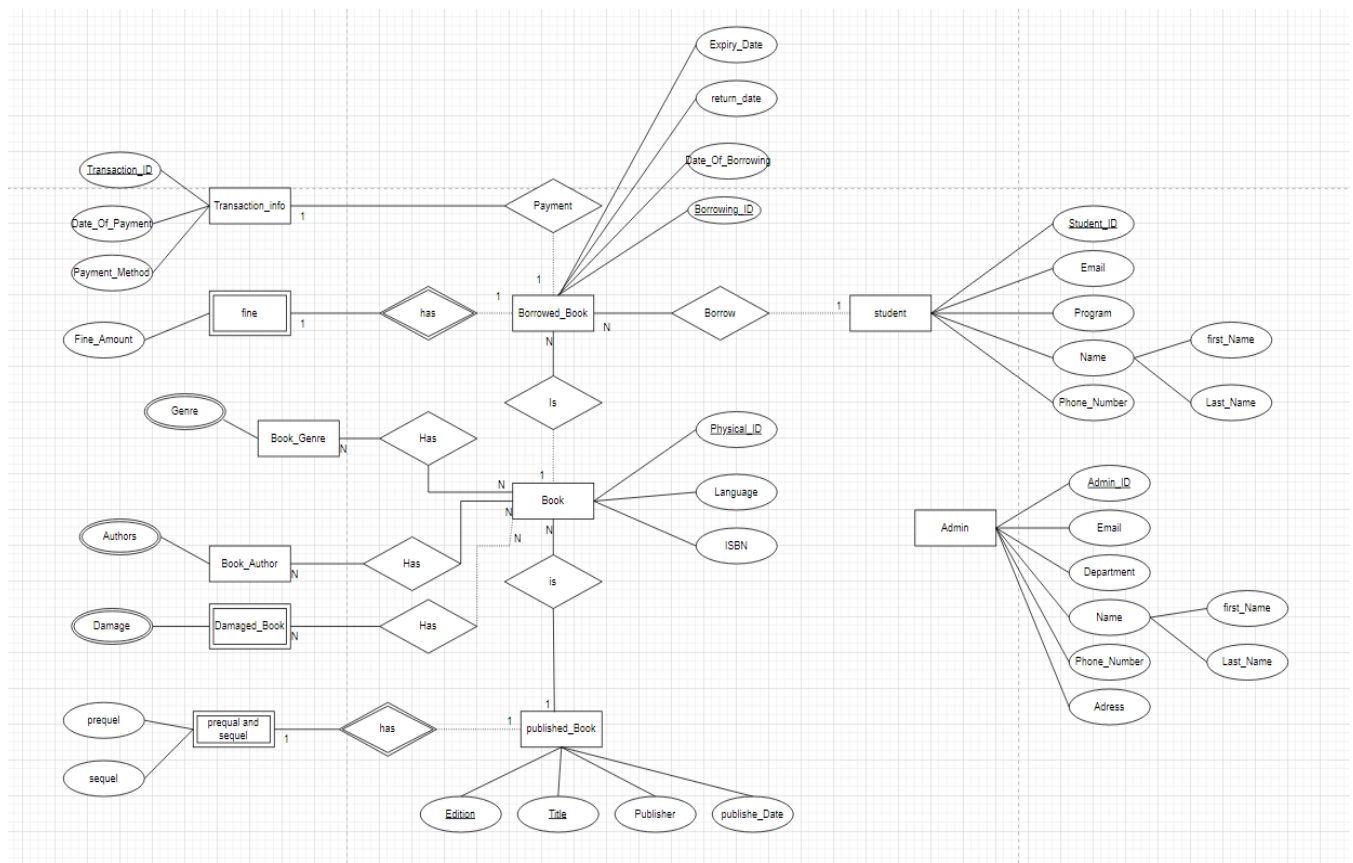 Expiry_Date
return_date
Date_Of_Borrowing
Borrowing_ID
Transaction_ID
Transaction_info
1
Payment
Date_Of_Payment
Payment_Method
1
fine
1
has
1
Borrowed_Book
N
Borrow
1
student
Fine_Amount
N
Student_ID
Email
Program
Name
first_Name
Last_Name
Phone_Number
Is
Genre
Book_Genre
N
Has
N
1
Book
Physical_ID
Language
ISBN
N
N
N
Authors
Book_Author
N
Has
is
Damage
Damaged_Book
N
Has
Admin
Admin_ID
Email
Department
Name
first_Name
Last_Name
Phone_Number
Adress
prequel
sequel
prequal and
sequel
1
has
1
1
published_Book
Edition
Title
Publisher
publishe_Date